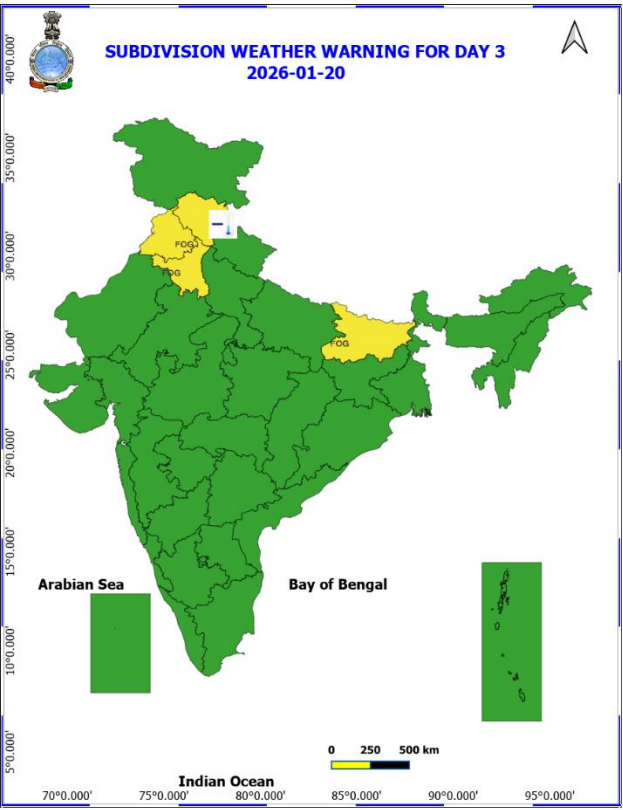 SUBDIVISION WEATHER WARNING FOR DAY 3
2026-01-20
40°0.000'
35°0.000'
30°0.000'
25°0.000'
20°0.000'
15°0.000'
10°0.000'
5°0.000'
FOG
FOG
FOG
Arabian Sea
Bay of Bengal
0 250 500 km
Indian Ocean
70°0.000' 75°0.000' 80°0.000' 85°0.000' 90°0.000' 95°0.000'